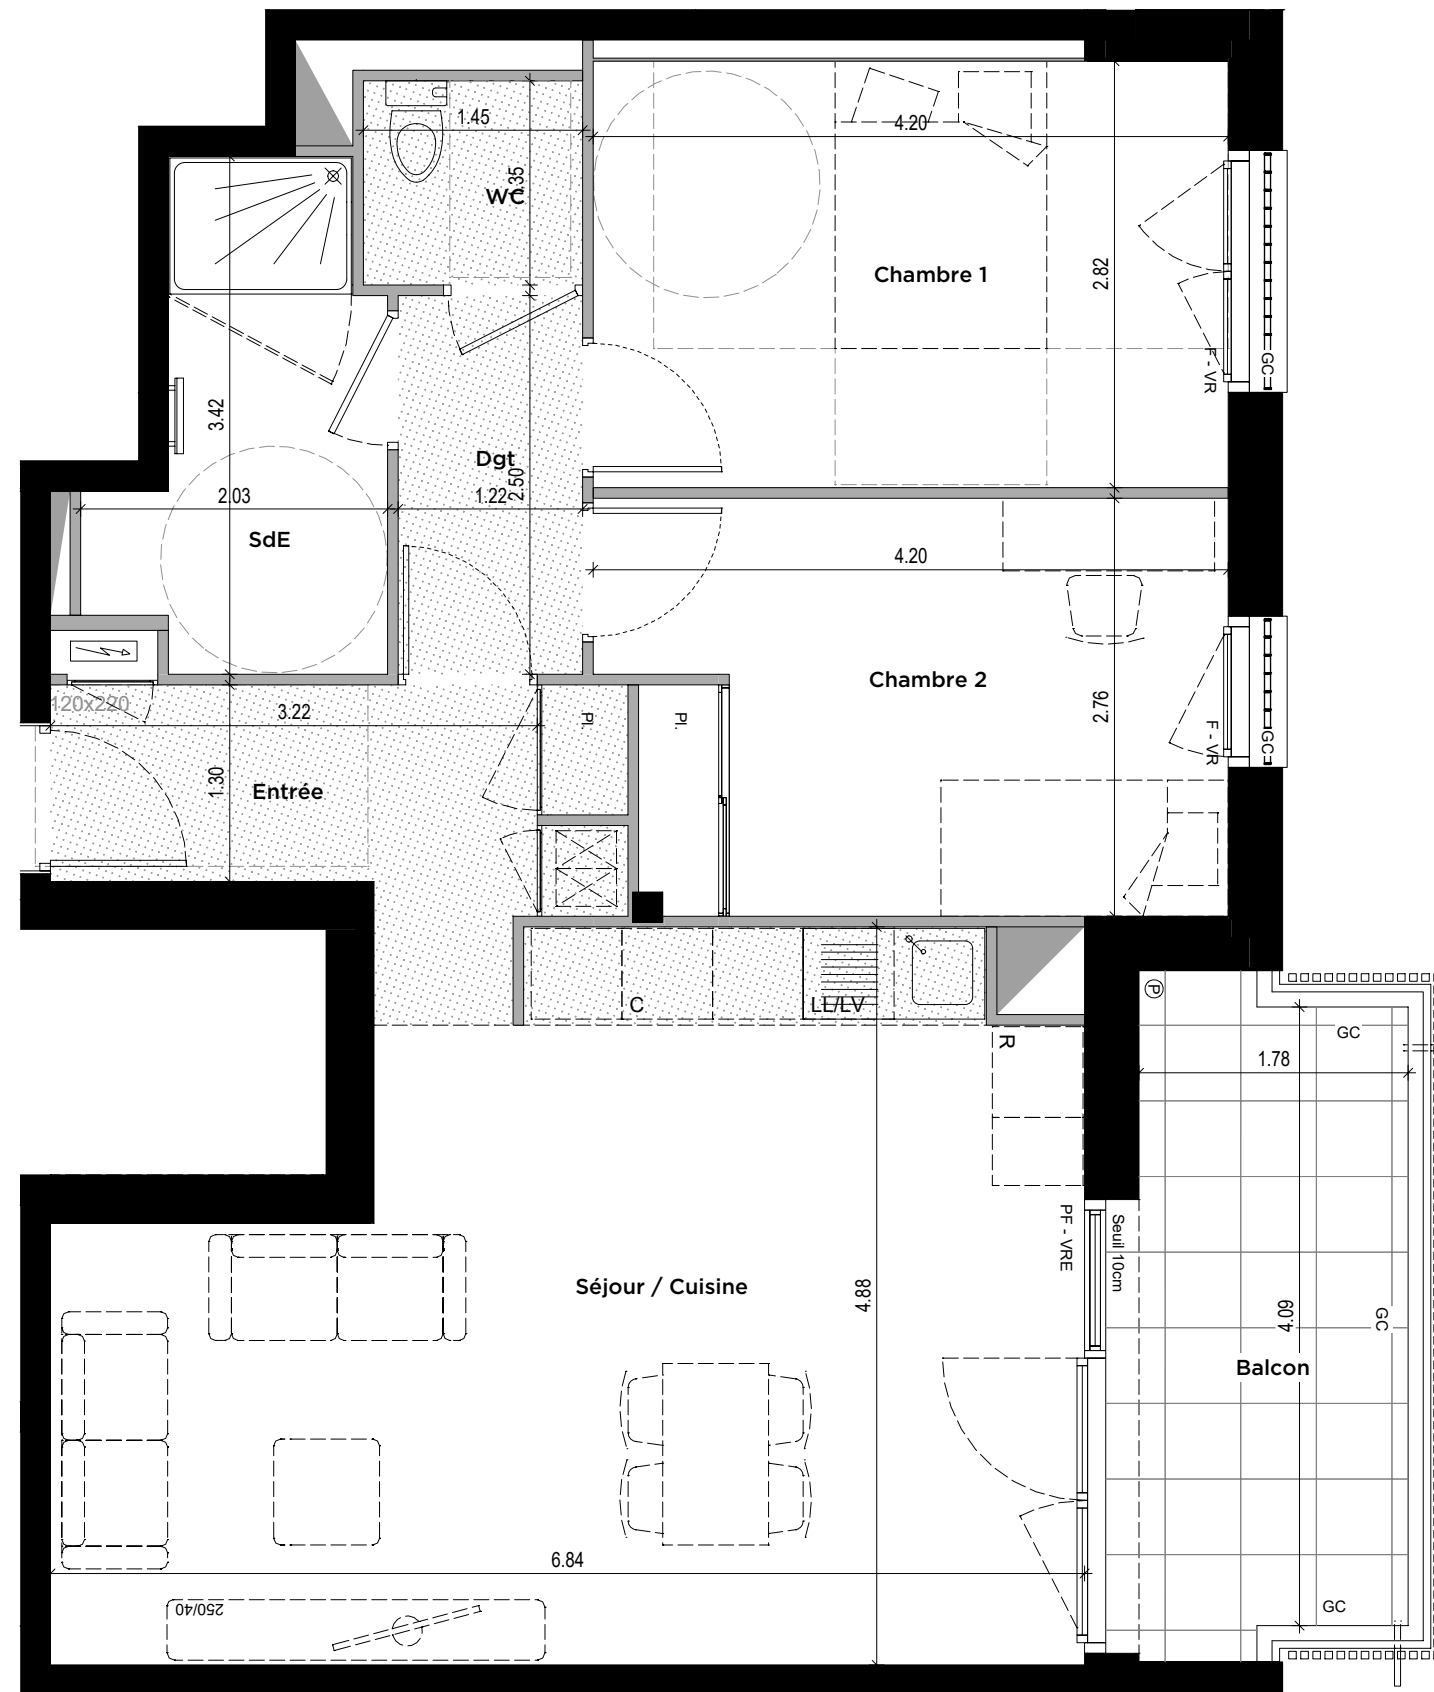 1.45
4.20
1.35
WC
Chambre 1
2.82
F - VR
GC
3.42
Dgt
2.50
2.03
1.22
SdE
4.20
Chambre 2
2.76
F - VR
GC
120x220
3.22
Pl.
Pl.
1.30
Entrée
C
LL/LV
P
R
GC
1.78
PF - VRE
Seuil 10cm
Séjour / Cuisine
4.88
4.09
GC
Balcon
6.84
250/40
GC